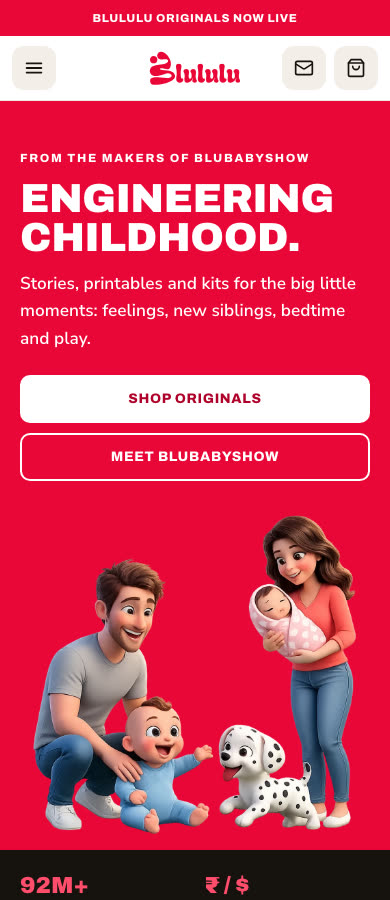 BLULULU ORIGINALS NOW LIVE
Blululu
FROM THE MAKERS OF BLUBABYSHOW
ENGINEERING
CHILDHOOD.
Stories, printables and kits for the big little
moments: feelings, new siblings, bedtime
and play.
SHOP ORIGINALS
MEET BLUBABYSHOW
92M+
₹ / $